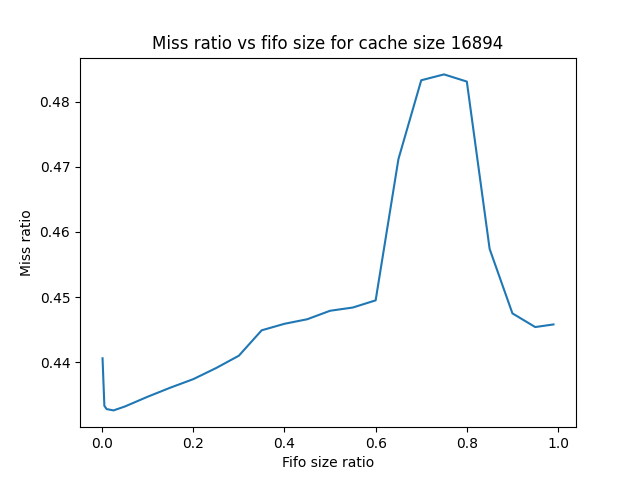 Miss ratio vs fifo size for cache size 16894
0.48
0.47
0.46
0.45
0.44
Miss ratio
0.0 0.2 0.4 0.6 0.8 1.0
Fifo size ratio